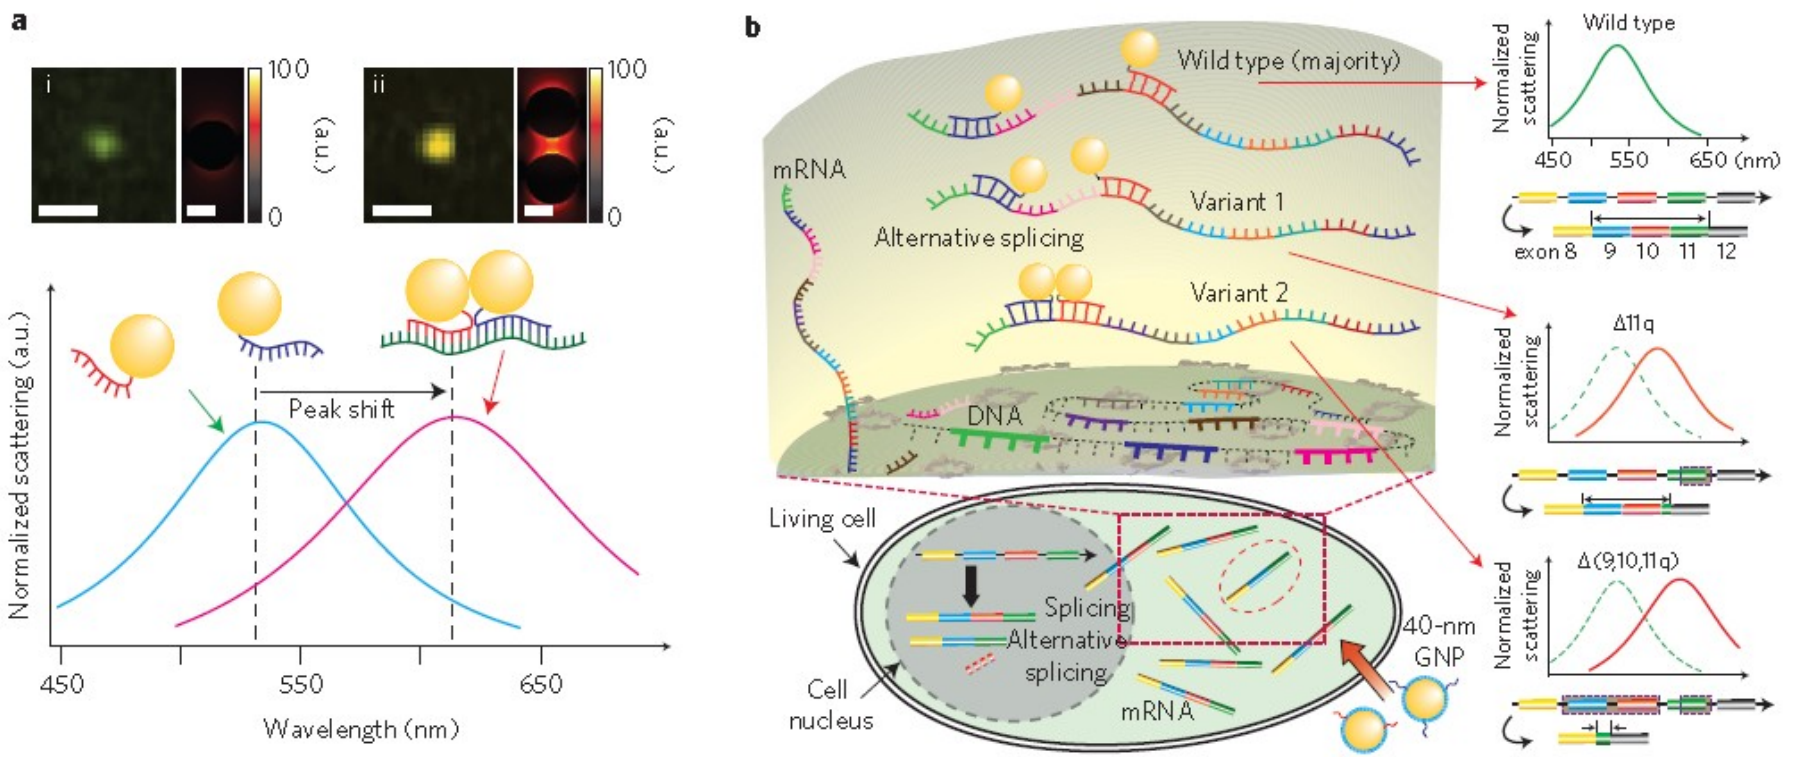 a
i
100
0
(a.u.)
ii
100
0
(a.u.)
Peak shift
Normalized scattering (a.u.)
450
550
650
Wavelength (nm)
b
Wild type (majority)
mRNA
Variant 1
Alternative splicing
Variant 2
DNA
Living cell
Splicing
Alternative
splicing
Cell
nucleus
mRNA
40-nm
GNP
Wild type
Normalized
scattering
450
550
650 (nm)
exon 8
9
10
11
12
Δ11q
Normalized
scattering
Δ(9,10,11q)
Normalized
scattering